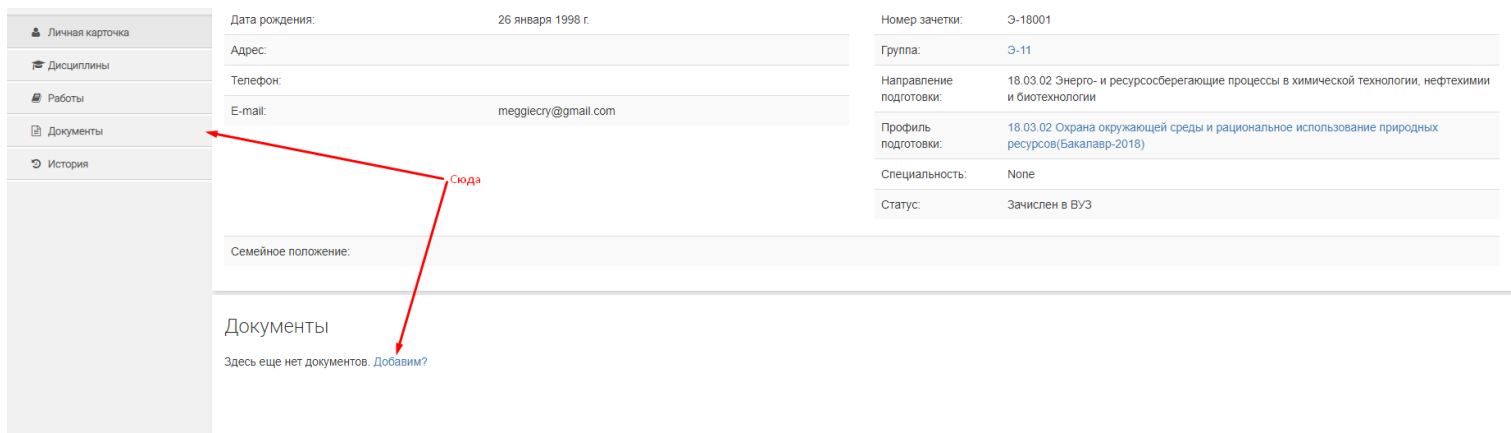 Личная карточка
Дисциплины
Работы
Документы
История
Дата рождения: 26 января 1998 г.
Адрес:
Телефон:
E-mail: meggiecry@gmail.com
Номер зачетки: Э-18001
Группа: Э-11
Направление 18.03.02 Энерго- и ресурсосберегающие процессы в химической технологии, нефтехимии
подготовки: и биотехнологии
Профиль 18.03.02 Охрана окружающей среды и рациональное использование природных
подготовки: ресурсов(Бакалавр-2018)
Специальность: None
Статус: Зачислен в ВУЗ
Сюда
Семейное положение:
Документы
Здесь еще нет документов. Добавим?